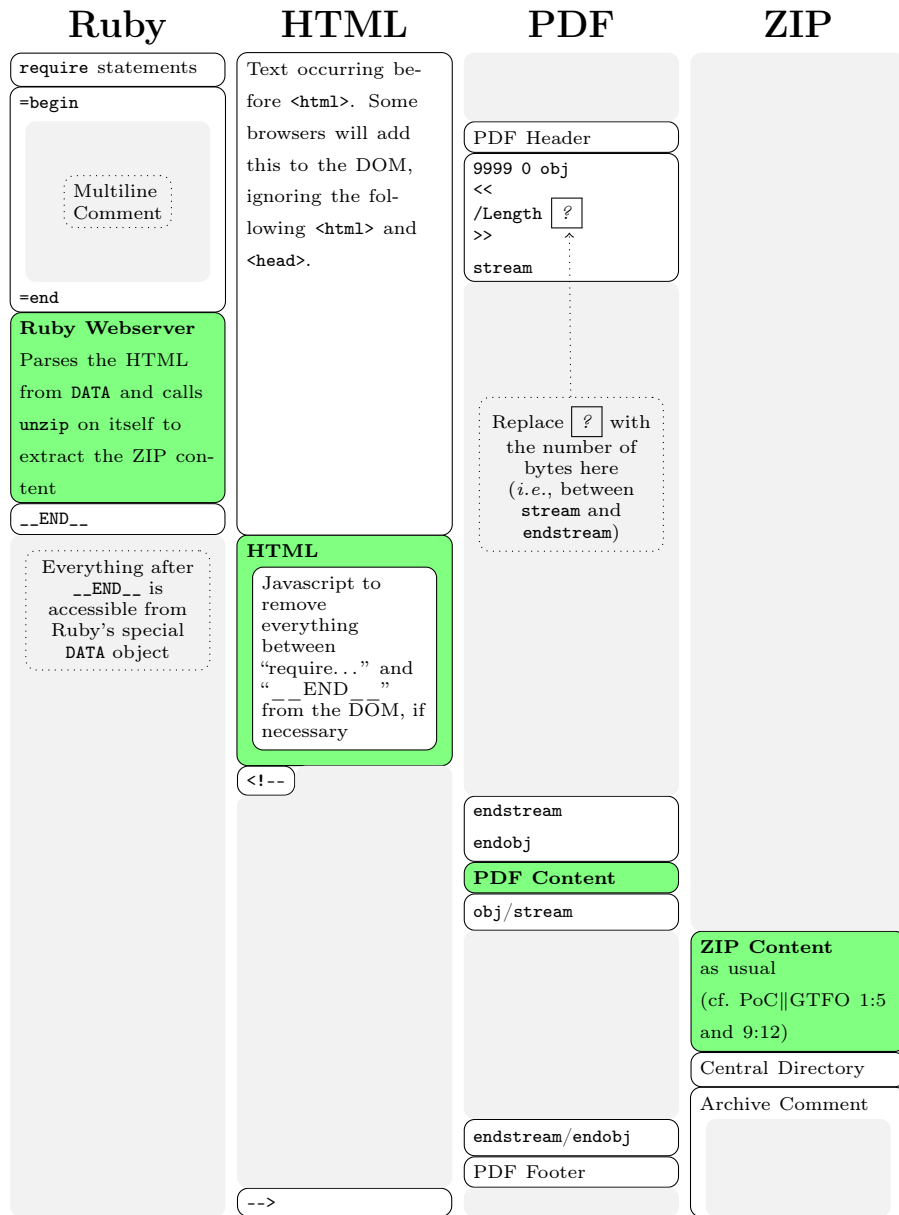 Ruby
require statements
=begin
Multiline
Comment
=end
Ruby Webserver
Parses the HTML
from DATA and calls
unzip on itself to
extract the ZIP con-
tent
__END__
Everything after
__END__ is
accessible from
Ruby's special
DATA object
HTML
Text occurring be-
fore <html>. Some
browsers will add
this to the DOM,
ignoring the fol-
lowing <html> and
<head>.
HTML
Javascript to
remove
everything
between
“require...” and
“__END__”
from the DOM, if
necessary
<!--
-->
PDF
PDF Header
9999 0 obj
<<
/Length ?
>>
stream
Replace ? with
the number of
bytes here
(i.e., between
stream and
endstream)
endstream
endobj
PDF Content
obj/stream
endstream/endobj
PDF Footer
ZIP
ZIP Content
as usual
(cf. PoC||GTFO 1:5
and 9:12)
Central Directory
Archive Comment